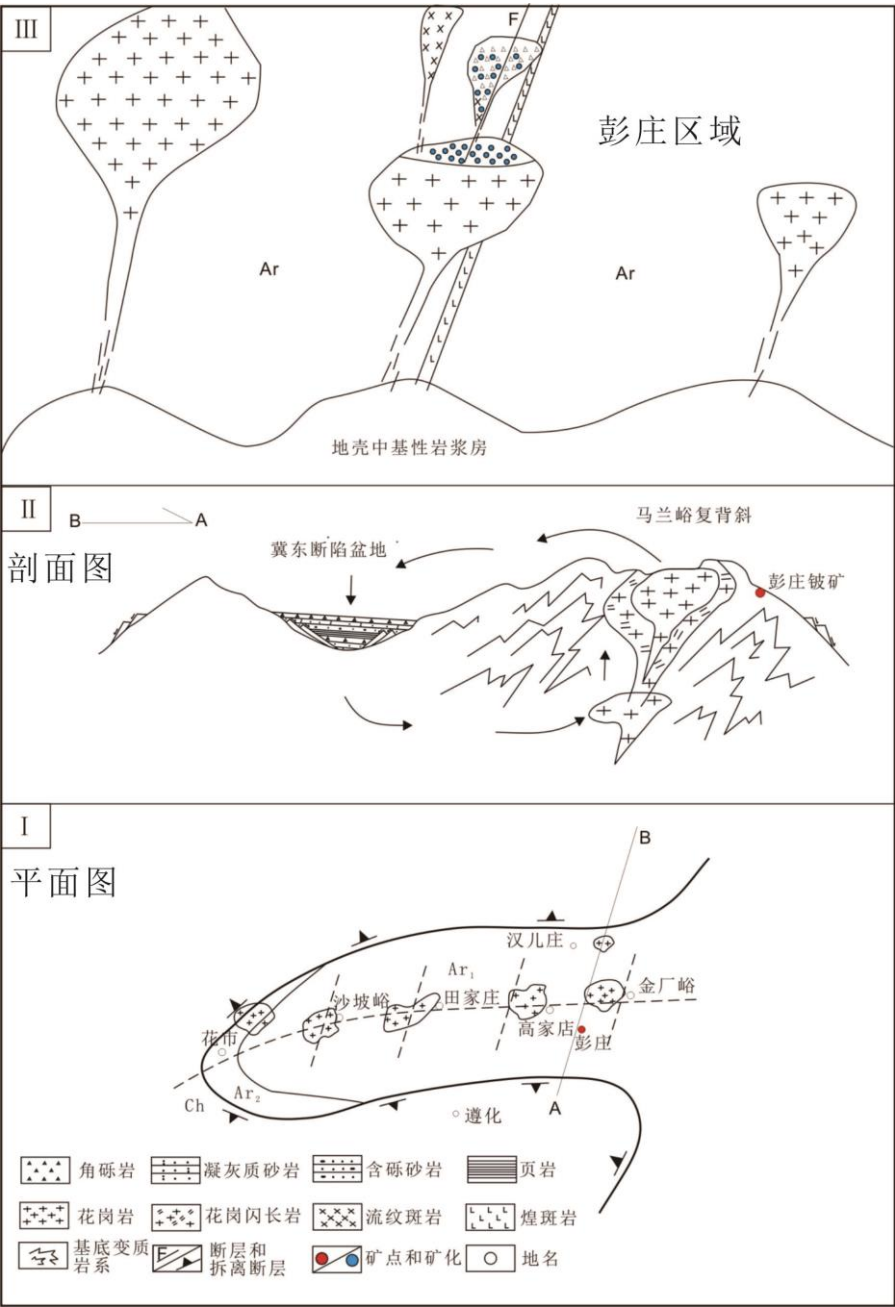 III
F
彭庄区域
Ar
Ar
地壳中基性岩浆房
II
B
A
剖面图
冀东断陷盆地
马兰峪复背斜
彭庄铍矿
I
平面图
B
汉儿庄
Ar₁
沙坡峪
田家庄
金厂峪
高家店
彭庄
花市
Ar₂
Ch
A
遵化
角砾岩
凝灰质砂岩
含砾砂岩
页岩
花岗岩
花岗闪长岩
流纹斑岩
煌斑岩
基底变质
岩系
F
断层和
拆离断层
矿点和矿化
地名